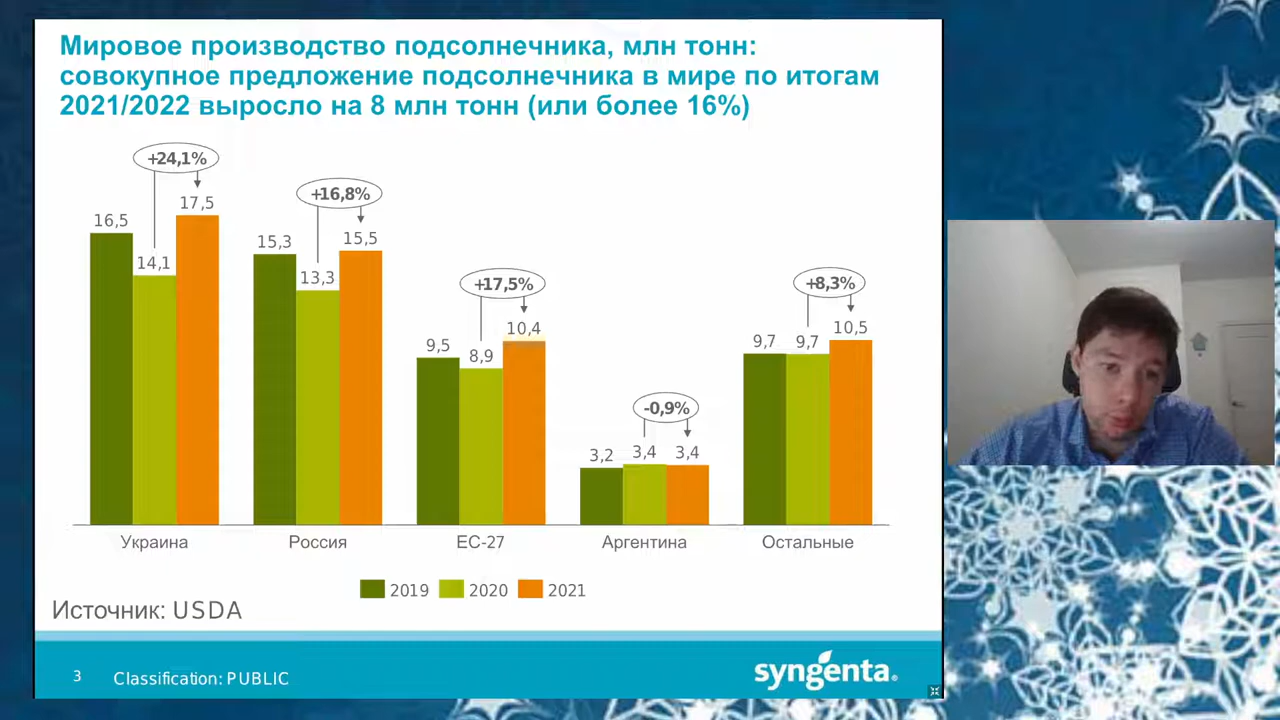 Мировое производство подсолнечника, млн тонн:
совокупное предложение подсолнечника в мире по итогам
2021/2022 выросло на 8 млн тонн (или более 16%)
+24,1%
16,5
14,1
17,5
+16,8%
15,3
13,3
15,5
+17,5%
9,5
8,9
10,4
-0,9%
3,2
3,4
3,4
+8,3%
9,7
9,7
10,5
Украина
Россия
ЕС-27
Аргентина
Остальные
2019 2020 2021
Источник: USDA
3 Classification: PUBLIC
syngenta®